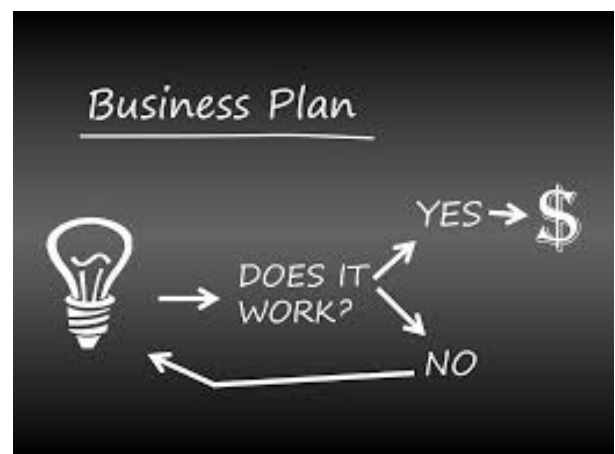 Business Plan
YES
$
DOES IT
WORK?
NO